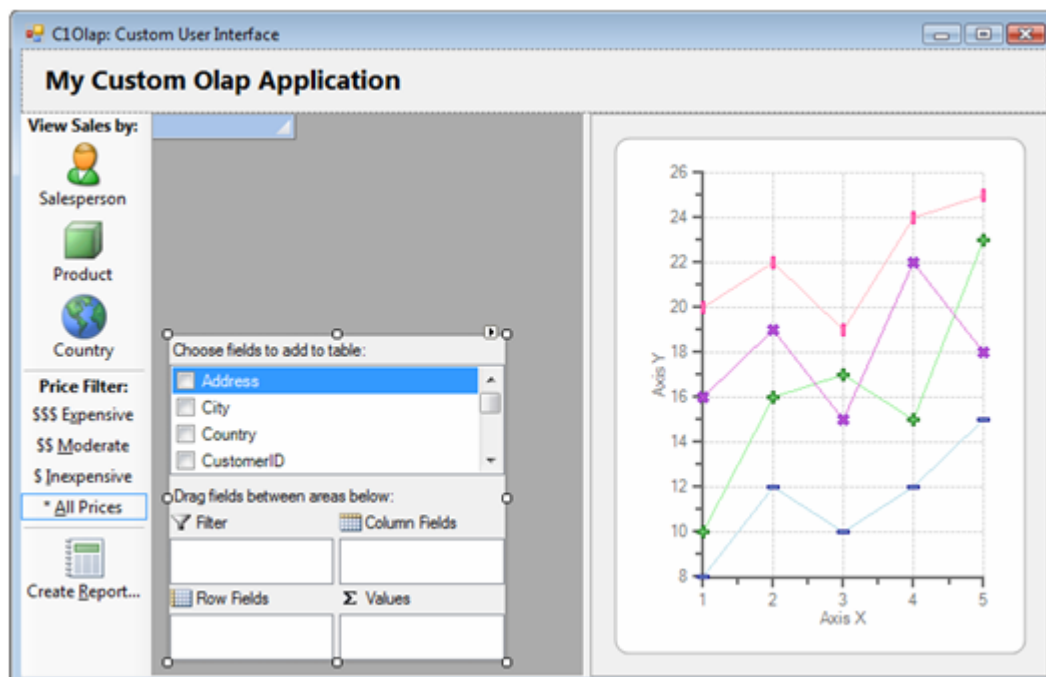 C1Olap: Custom User Interface
My Custom Olap Application
View Sales by:
Salesperson
Product
Country
Price Filter:
$$$ Expensive
$$ Moderate
$ Inexpensive
* All Prices
Create Report...
Choose fields to add to table:
Address
City
Country
CustomerID
Drag fields between areas below:
Filter
Column Fields
Row Fields
Σ Values
26
24
22
20
18
16
14
12
10
8
Axis Y
1 2 3 4 5
Axis X